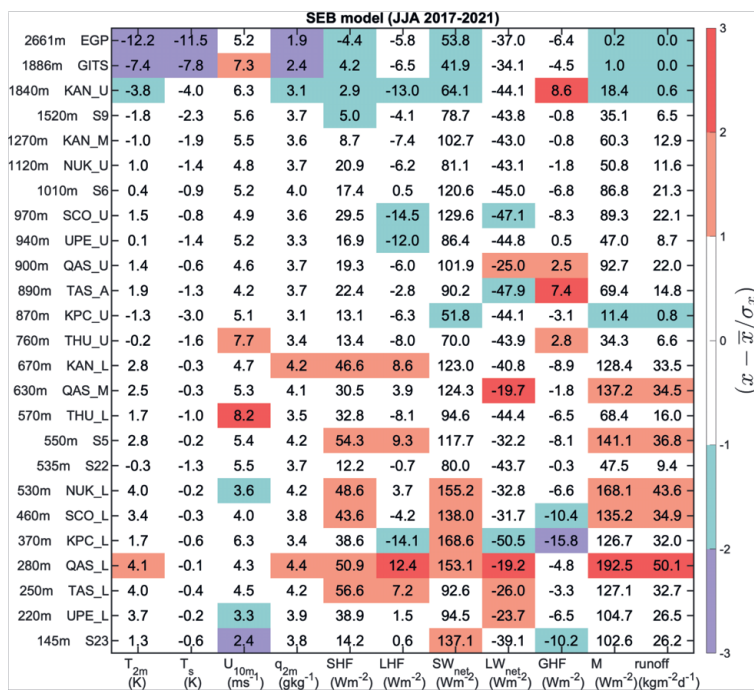 SEB model (JJA 2017-2021)
2661m EGP -12.2 -11.5 5.2 1.9 -4.4 -5.8 53.8 -37.0 -6.4 0.2 0.0
1886m GITS -7.4 -7.8 7.3 2.4 4.2 -6.5 41.9 -34.1 -4.5 1.0 0.0
1840m KAN_U -3.8 -4.0 6.3 3.1 2.9 -13.0 64.1 -44.1 8.6 18.4 0.6
1520m S9 -1.8 -2.3 5.6 3.7 5.0 -4.1 78.7 -43.8 -0.8 35.1 6.5
1270m KAN_M -1.0 -1.9 5.5 3.6 8.7 -7.4 102.7 -43.0 -0.8 60.3 12.9
1120m NUK_U 1.0 -1.4 4.8 3.7 20.9 -6.2 81.1 -43.1 -1.8 50.8 11.6
1010m S6 0.4 -0.9 5.2 4.0 17.4 0.5 120.6 -45.0 -6.8 86.8 21.3
970m SCO_U 1.5 -0.8 4.9 3.6 29.5 -14.5 129.6 -47.1 -8.3 89.3 22.1
940m UPE_U 0.1 -1.4 5.2 3.3 16.9 -12.0 86.4 -44.8 0.5 47.0 8.7
900m QAS_U 1.4 -0.6 4.6 3.7 19.3 -6.0 101.9 -25.0 2.5 92.7 22.0
890m TAS_A 1.9 -1.3 4.2 3.7 22.4 -2.8 90.2 -47.9 7.4 69.4 14.8
870m KPC_U -1.3 -3.0 5.1 3.1 13.1 -6.3 51.8 -44.1 -3.1 11.4 0.8
760m THU_U -0.2 -1.6 7.7 3.4 13.4 -8.0 70.0 -43.9 2.8 34.3 6.6
670m KAN_L 2.8 -0.3 4.7 4.2 46.6 8.6 123.0 -40.8 -8.9 128.4 33.5
630m QAS_M 2.5 -0.3 5.3 4.1 30.5 3.9 124.3 -19.7 -1.8 137.2 34.5
570m THU_L 1.7 -1.0 8.2 3.5 32.8 -8.1 94.6 -44.4 -6.5 68.4 16.0
550m S5 2.8 -0.2 5.4 4.2 54.3 9.3 117.7 -32.2 -8.1 141.1 36.8
535m S22 -0.3 -1.3 5.5 3.7 12.2 -0.7 80.0 -43.7 -0.3 47.5 9.4
530m NUK_L 4.0 -0.2 3.6 4.2 48.6 3.7 155.2 -32.8 -6.6 168.1 43.6
460m SCO_L 3.4 -0.3 4.0 3.8 43.6 -4.2 138.0 -31.7 -10.4 135.2 34.9
370m KPC_L 1.7 -0.6 6.3 3.4 38.6 -14.1 168.6 -50.5 -15.8 126.7 32.0
280m QAS_L 4.1 -0.1 4.3 4.4 50.9 12.4 153.1 -19.2 -4.8 192.5 50.1
250m TAS_L 4.0 -0.4 4.5 4.2 56.6 7.2 92.6 -26.0 -3.3 127.1 32.7
220m UPE_L 3.7 -0.2 3.3 3.9 38.9 1.5 94.5 -23.7 -6.5 104.7 26.5
145m S23 1.3 -0.6 2.4 3.8 14.2 0.6 137.1 -39.1 -10.2 102.6 26.2
T2m Ts U10m, q2m SHF LHF SWnet LWnet GHF M runoff
(K) (K) (ms-1) (gkg-1) (Wm-2) (Wm-2) (Wm-2) (Wm-2) (Wm-2) (Wm-2) (kgm-2d-1)
3
2
1
0
-1
-2
-3
(x − x̅/σx)